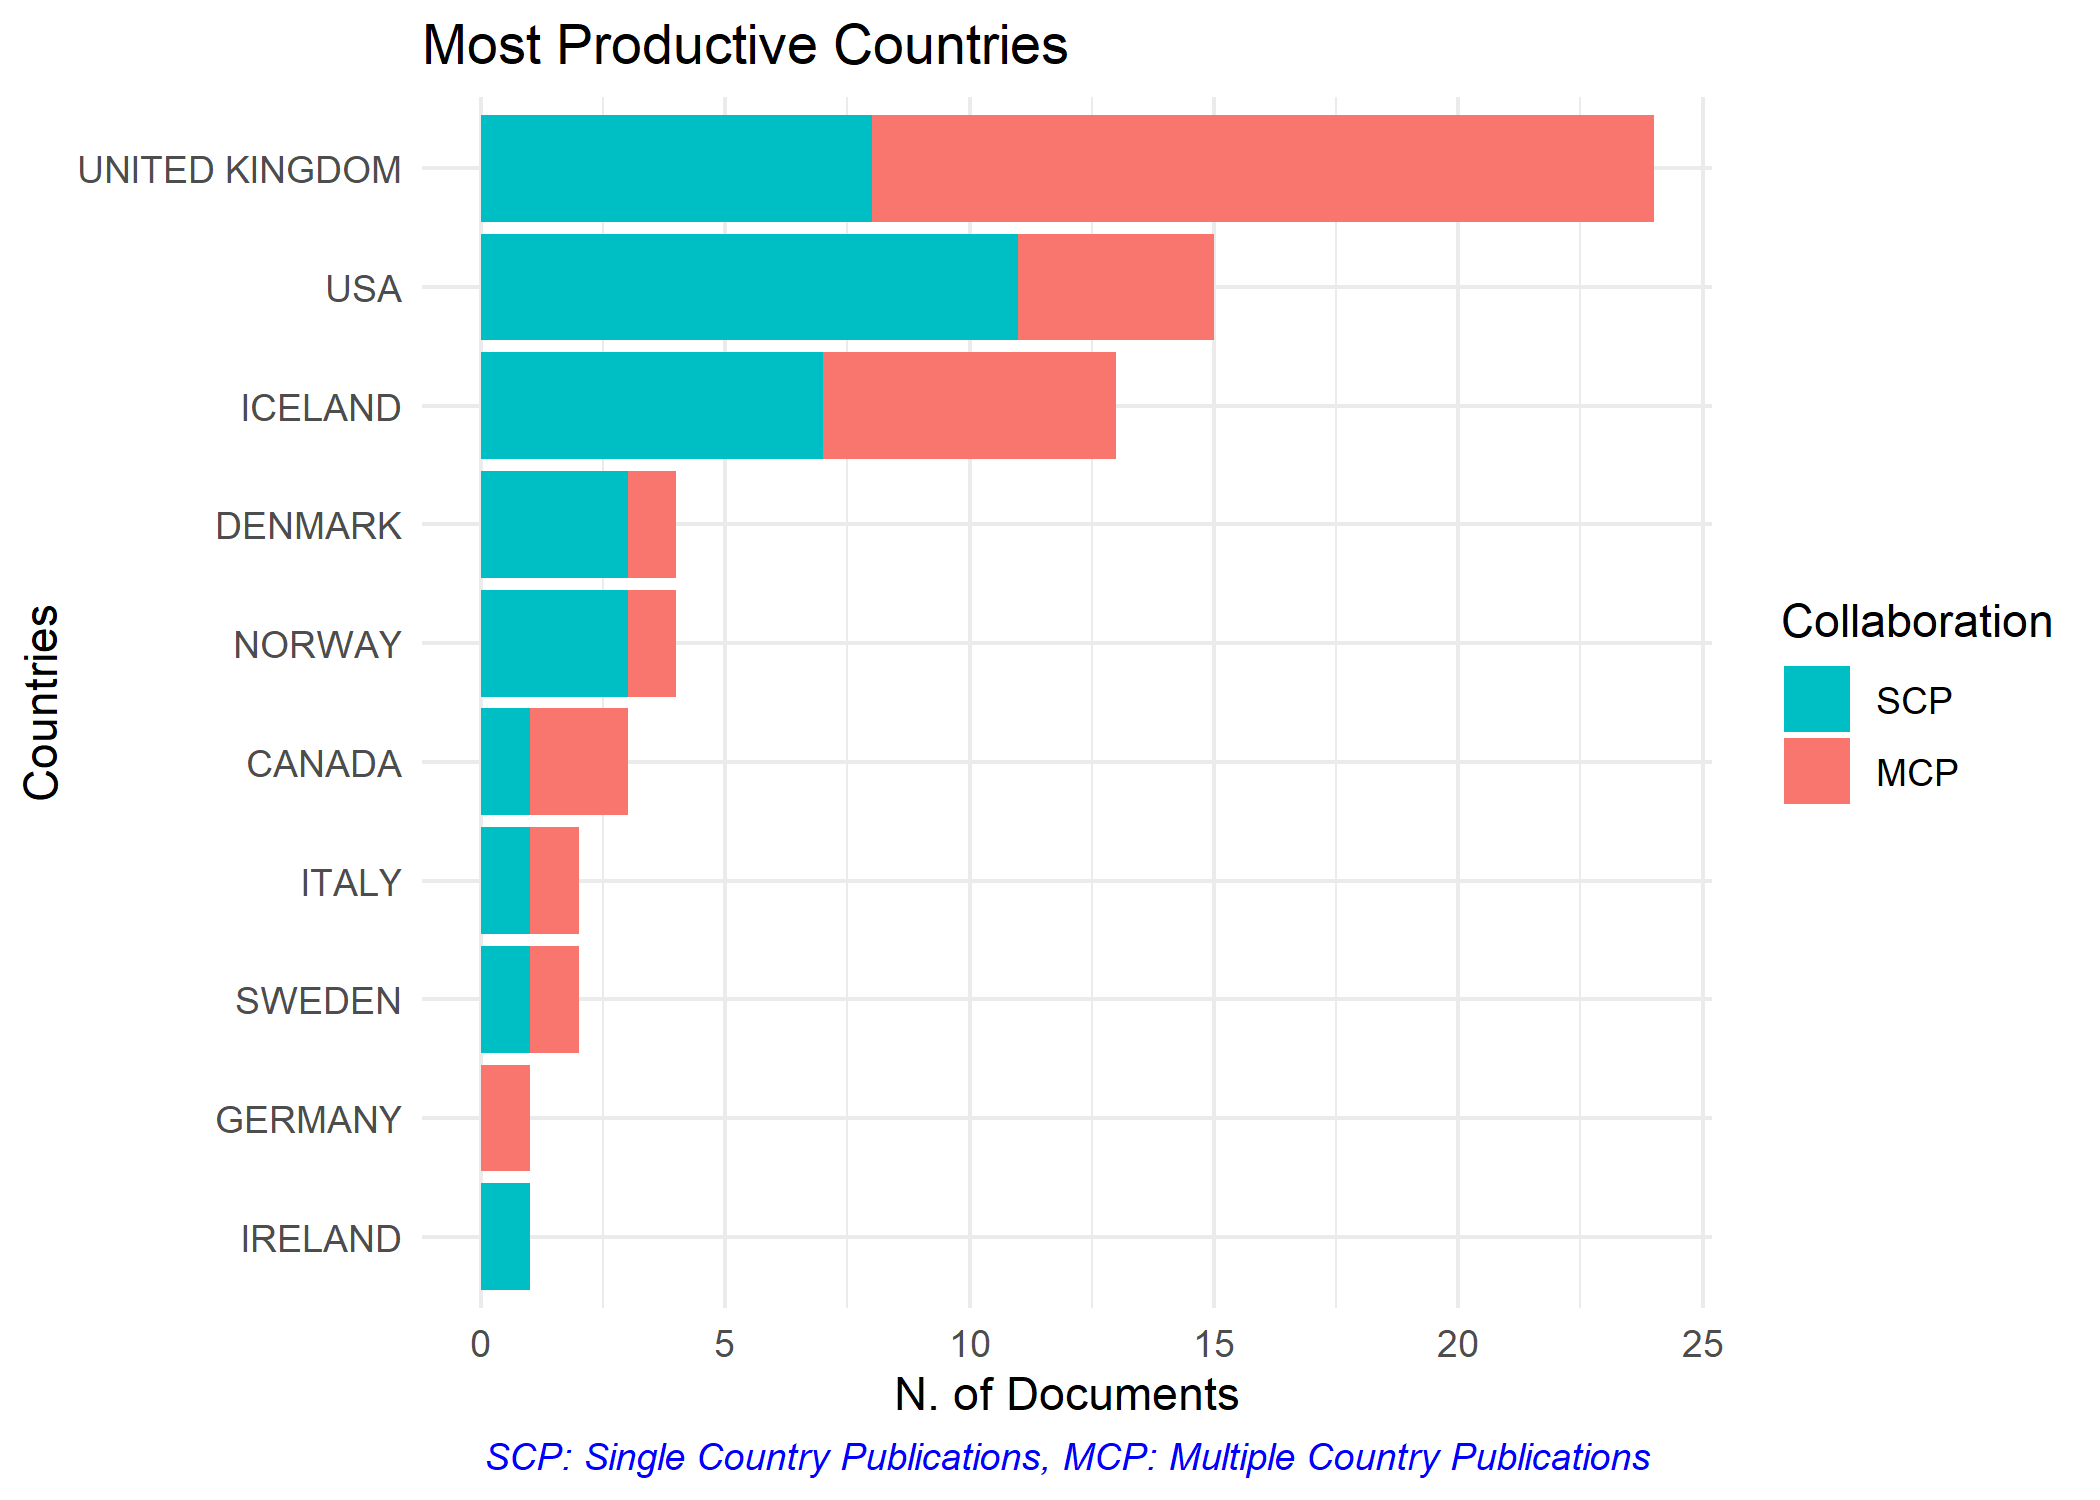 Most Productive Countries
UNITED KINGDOM
USA
ICELAND
DENMARK
NORWAY
CANADA
ITALY
SWEDEN
GERMANY
IRELAND
Countries
0 5 10 15 20 25
N. of Documents
SCP: Single Country Publications, MCP: Multiple Country Publications
Collaboration
SCP
MCP